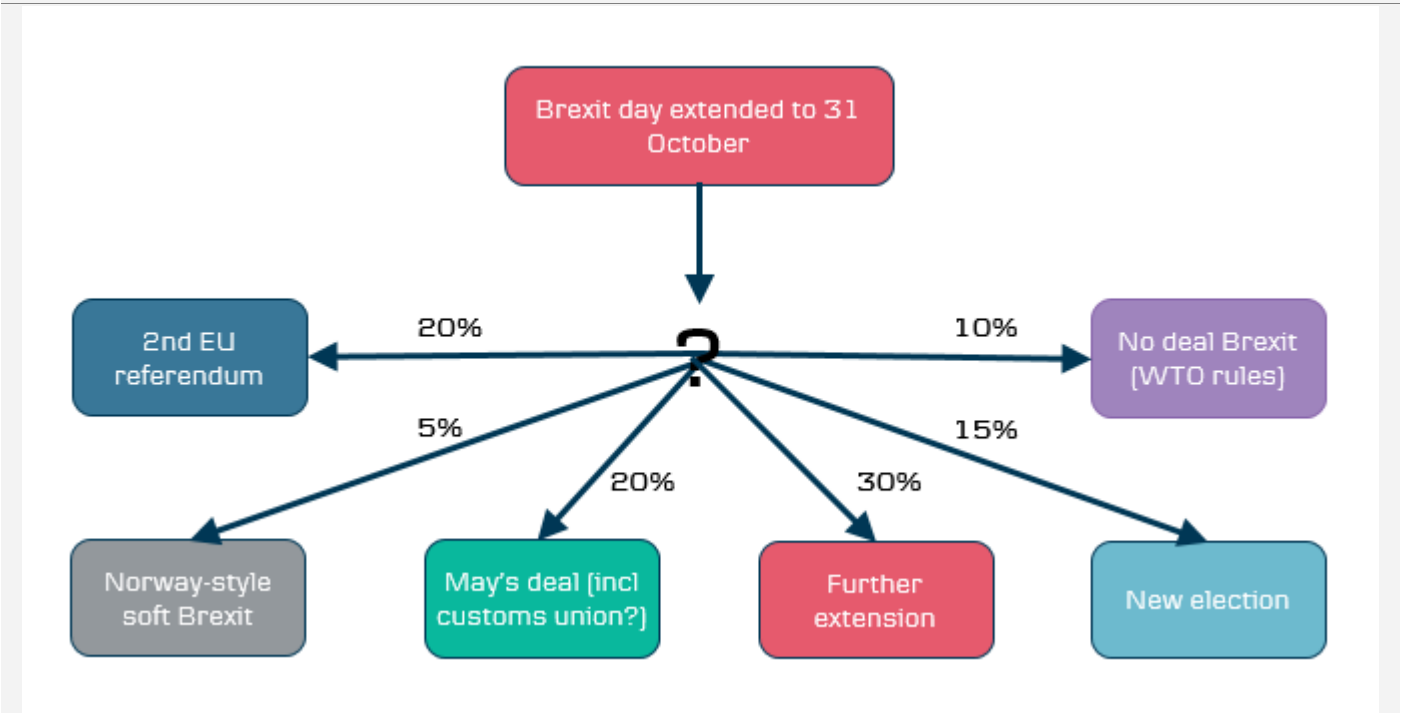 Brexit day extended to 31
October
?
20%
10%
2nd EU
referendum
No deal Brexit
(WTO rules)
5%
15%
20%
30%
Norway-style
soft Brexit
May's deal (incl
customs union?)
Further
extension
New election